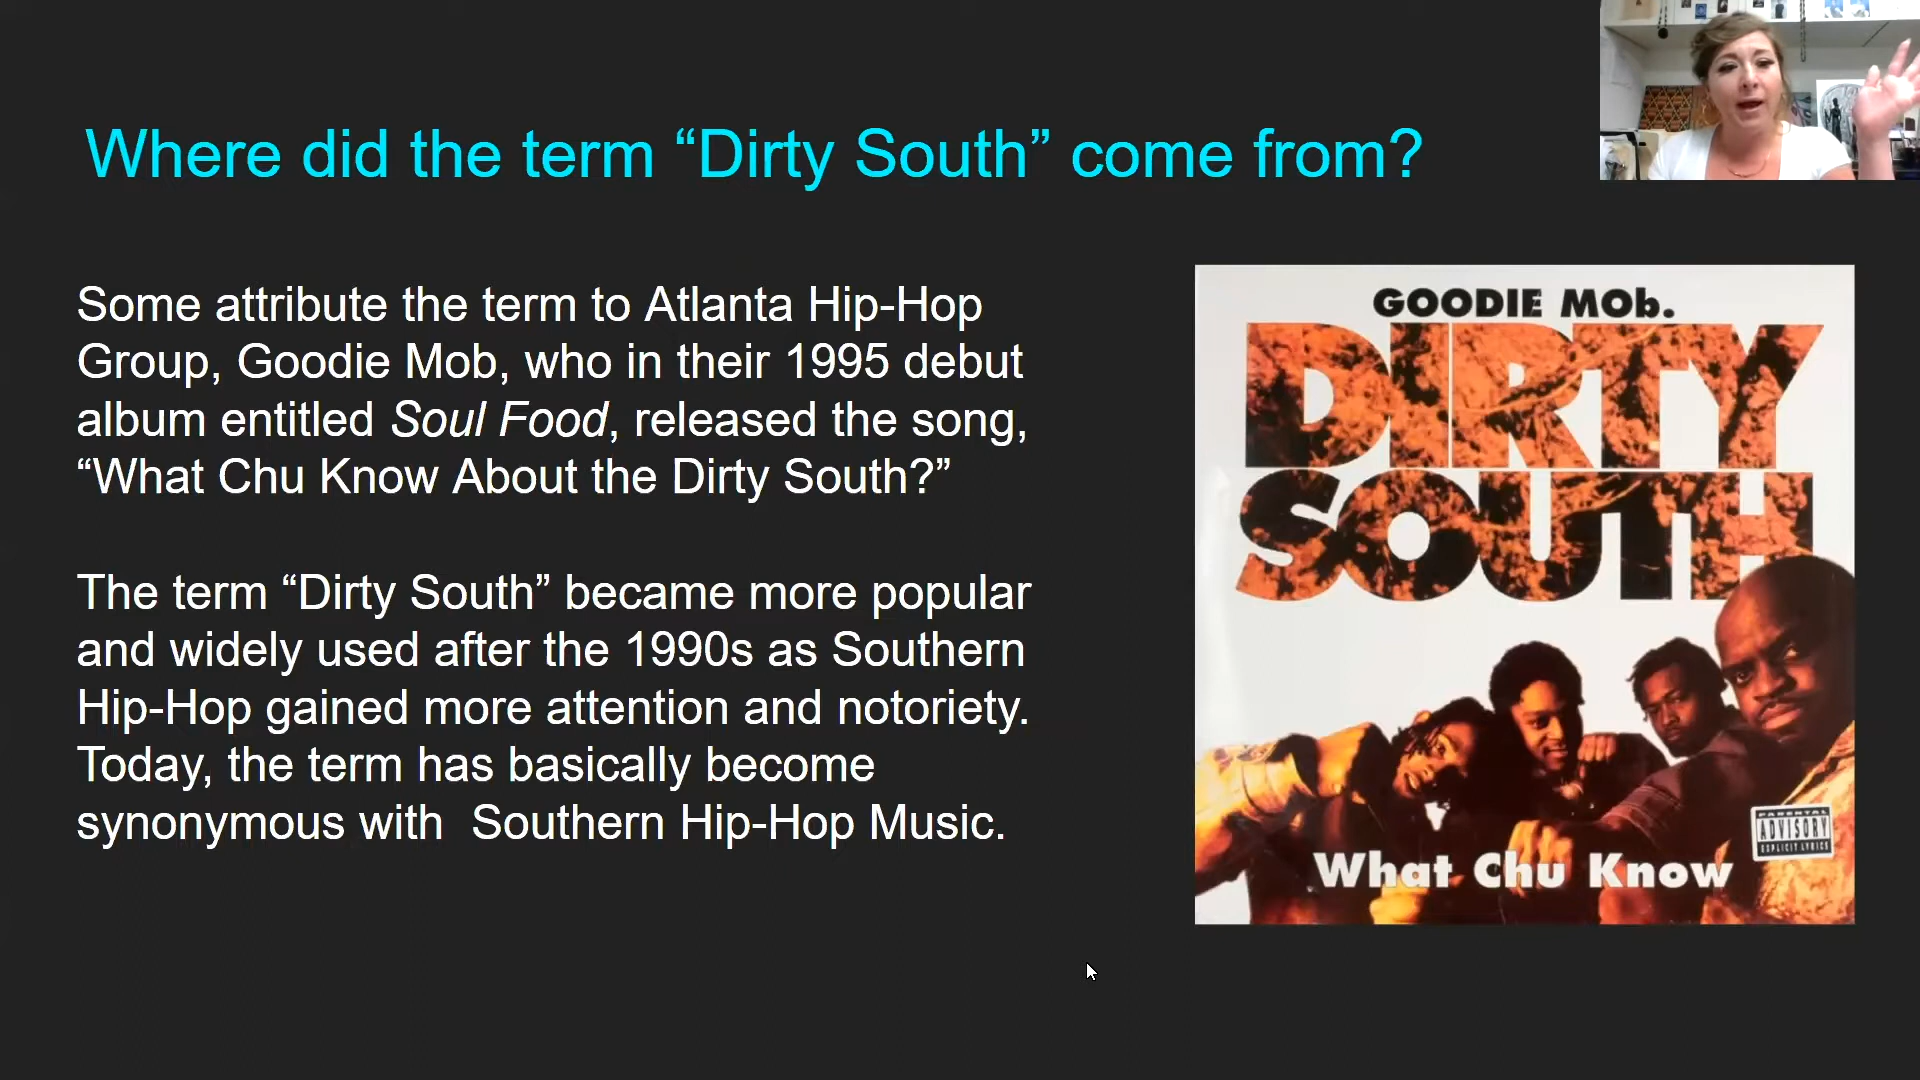 Where did the term “Dirty South” come from?
Some attribute the term to Atlanta Hip-Hop
Group, Goodie Mob, who in their 1995 debut
album entitled Soul Food, released the song,
“What Chu Know About the Dirty South?”
The term “Dirty South” became more popular
and widely used after the 1990s as Southern
Hip-Hop gained more attention and notoriety.
Today, the term has basically become
synonymous with  Southern Hip-Hop Music.
GOODIE MOb.
DIRTY
SOUTH
PARENTAL
ADVISORY
EXPLICIT LYRICS
What Chu Know